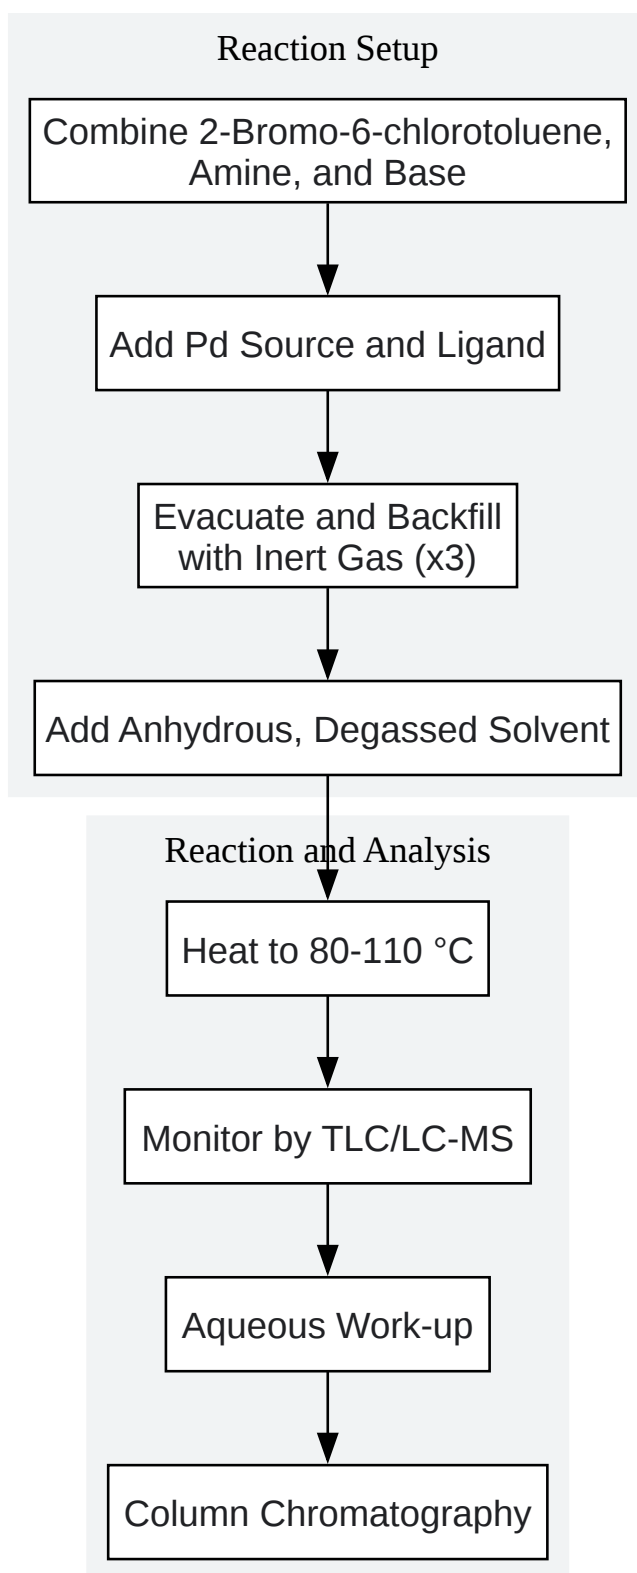 Reaction Setup
Combine 2-Bromo-6-chlorotoluene,
Amine, and Base
Add Pd Source and Ligand
Evacuate and Backfill
with Inert Gas (x3)
Add Anhydrous, Degassed Solvent
Reaction and Analysis
Heat to 80-110 °C
Monitor by TLC/LC-MS
Aqueous Work-up
Column Chromatography